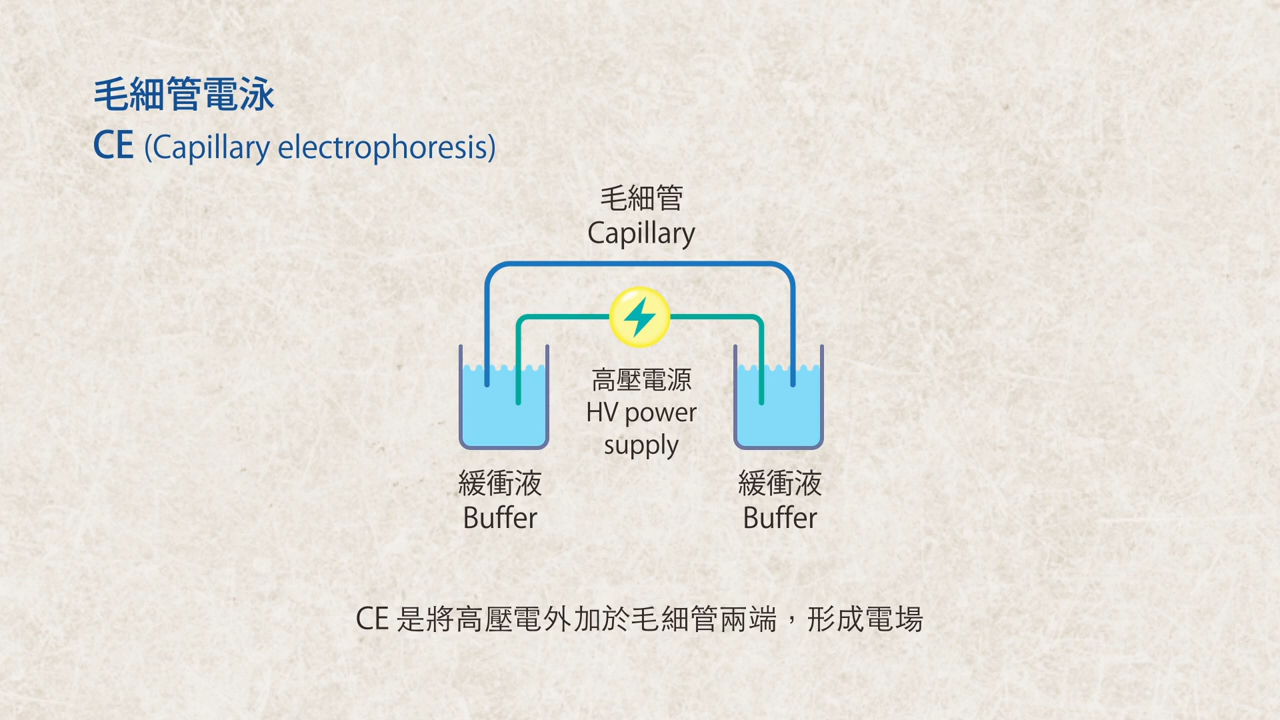 毛細管電泳
CE (Capillary electrophoresis)
毛細管
Capillary
高壓電源
HV power
supply
緩衝液
Buffer
緩衝液
Buffer
CE 是將高壓電外加於毛細管兩端，形成電場